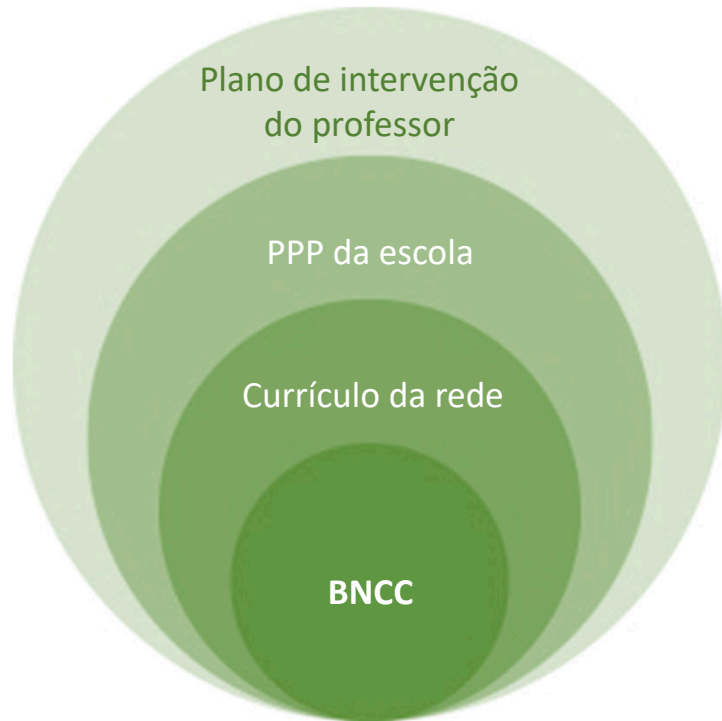 Plano de intervenção
do professor
PPP da escola
Currículo da rede
BNCC